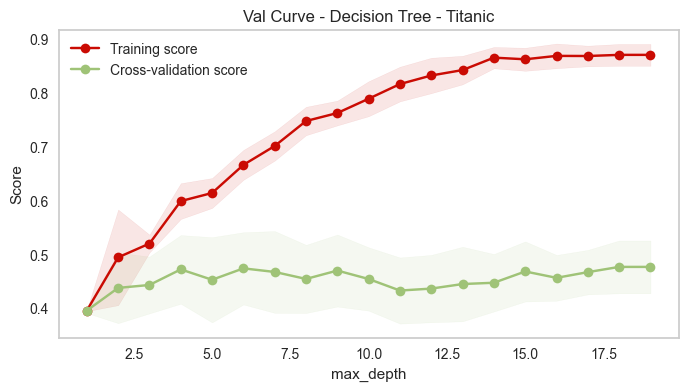 Val Curve - Decision Tree - Titanic
Training score
Cross-validation score
Score
0.9
0.8
0.7
0.6
0.5
0.4
2.5 5.0 7.5 10.0 12.5 15.0 17.5
max_depth